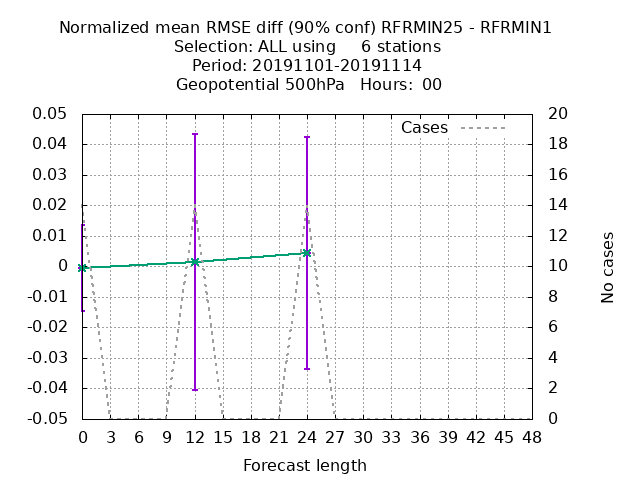 Normalized mean RMSE diff (90% conf) RFRMIN25 - RFRMIN1
Selection: ALL using     6 stations
Period: 20191101-20191114
Geopotential 500hPa   Hours:  00
Cases
0.05
0.04
0.03
0.02
0.01
0
-0.01
-0.02
-0.03
-0.04
-0.05
20
18
16
14
12
10
8
6
4
2
0
No cases
0 3 6 9 12 15 18 21 24 27 30 33 36 39 42 45 48
Forecast length